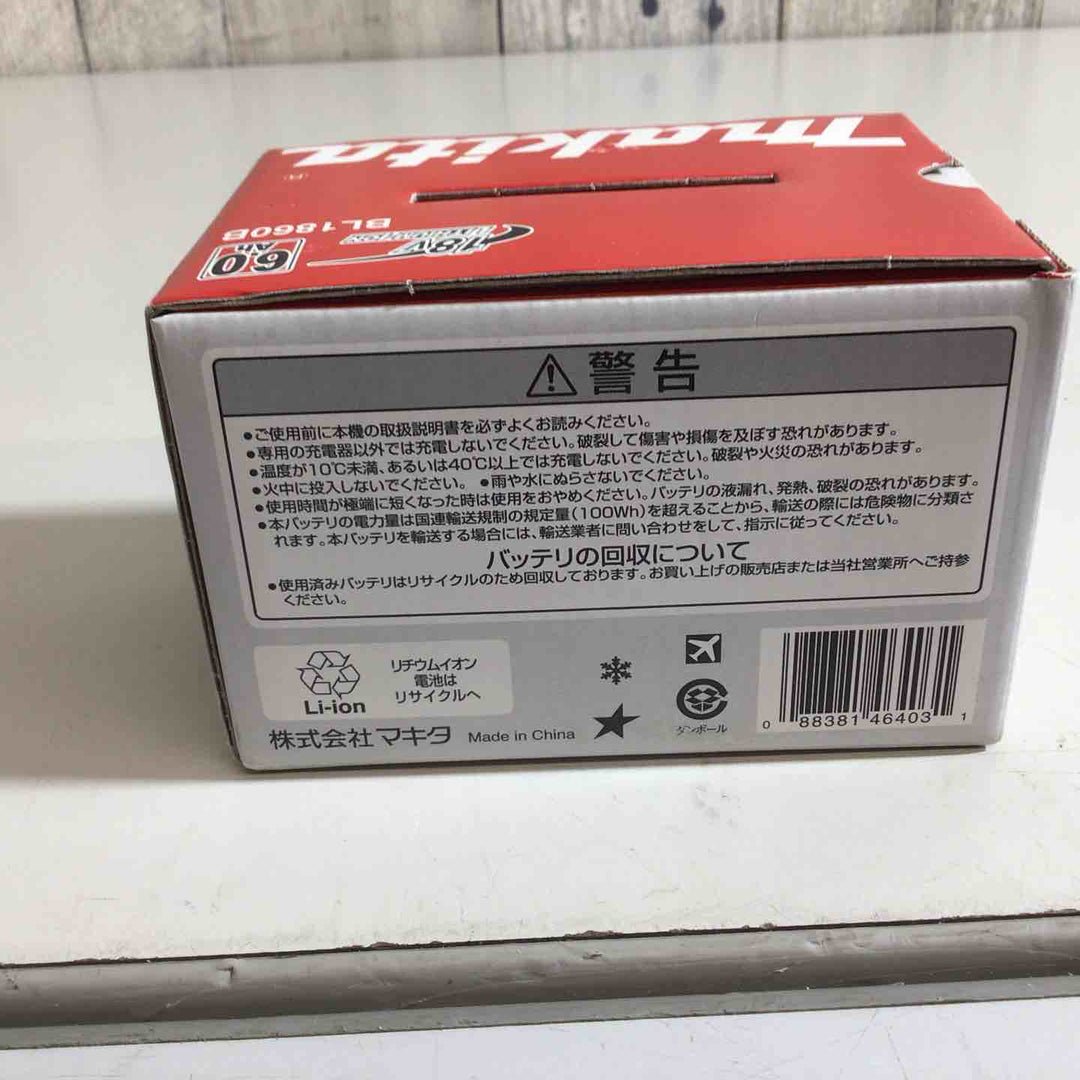 makita
BL1860B
18V
LITHIUM-ION
6.0
Ah
警告
●ご使用前に本機の取扱説明書を必ずよくお読みください。
●専用の充電器以外では充電しないでください。破裂して傷害や損傷を及ぼす恐れがあります。
●温度が10℃未満、あるいは40℃以上では充電しないでください。破裂や火災の恐れがあります。
●火中に投入しないください。 ●雨や水にぬらさないでください。
●使用時間が極端に短くなった時は使用をおやめください。バッテリの液漏れ、発熱、破裂の恐れがあります。
●本バッテリの電力量は国連輸送規制の規定量(100Wh)を超えることから、輸送の際には危険物に分類さ
れます。本バッテリを輸送する場合には、輸送業者に問い合わせをして、指示に従ってください。
バッテリの回収について
●使用済みバッテリはリサイクルのため回収しております。お買い上げの販売店または当社営業所へご持参
ください。
Li-ion
リチウムイオン
電池は
リサイクルへ
株式会社マキタ Made in China
ダンボール
0 88381 46403 1